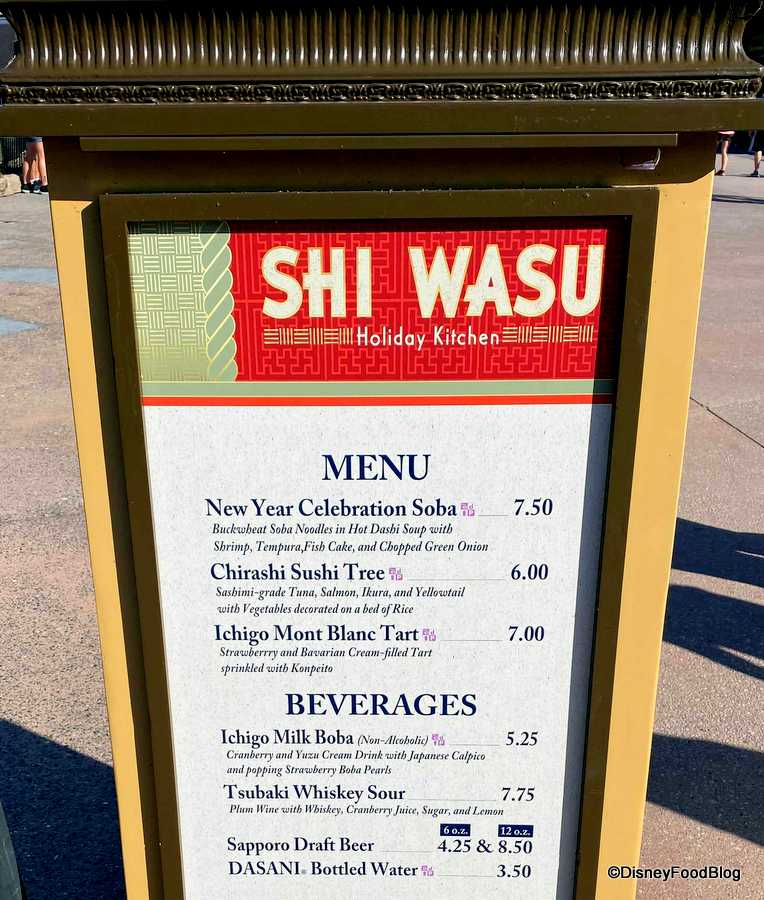 SHI WASU
Holiday Kitchen
MENU
New Year Celebration Soba 7.50
Buckwheat Soba Noodles in Hot Dashi Soup with
Shrimp, Tempura,Fish Cake, and Chopped Green Onion
Chirashi Sushi Tree 6.00
Sashimi-grade Tuna, Salmon, Ikura, and Yellowtail
with Vegetables decorated on a bed of Rice
Ichigo Mont Blanc Tart 7.00
Strawberrry and Bavarian Cream-filled Tart
sprinkled with Konpeito
BEVERAGES
Ichigo Milk Boba (Non-Alcoholic) 5.25
Cranberry and Yuzu Cream Drink with Japanese Calpico
and popping Strawberry Boba Pearls
Tsubaki Whiskey Sour 7.75
Plum Wine with Whiskey, Cranberry Juice, Sugar, and Lemon
6 o.z. 12 o.z.
Sapporo Draft Beer 4.25 & 8.50
DASANI® Bottled Water 3.50
©DisneyFoodBlog